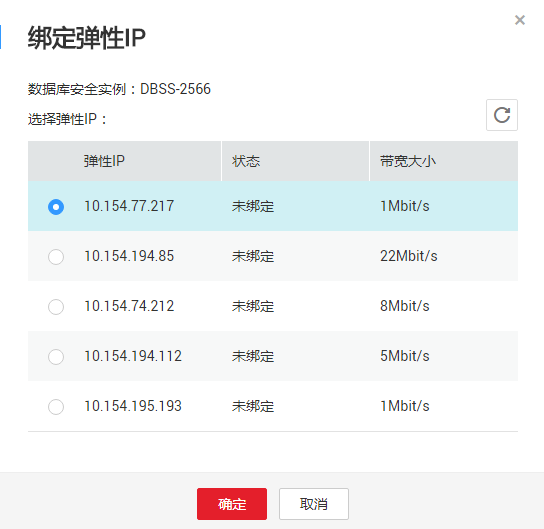 绑定弹性IP
数据库安全实例：DBSS-2566
选择弹性IP：
弹性IP 状态 带宽大小
10.154.77.217 未绑定 1Mbit/s
10.154.194.85 未绑定 22Mbit/s
10.154.74.212 未绑定 8Mbit/s
10.154.194.112 未绑定 5Mbit/s
10.154.195.193 未绑定 1Mbit/s
确定 取消